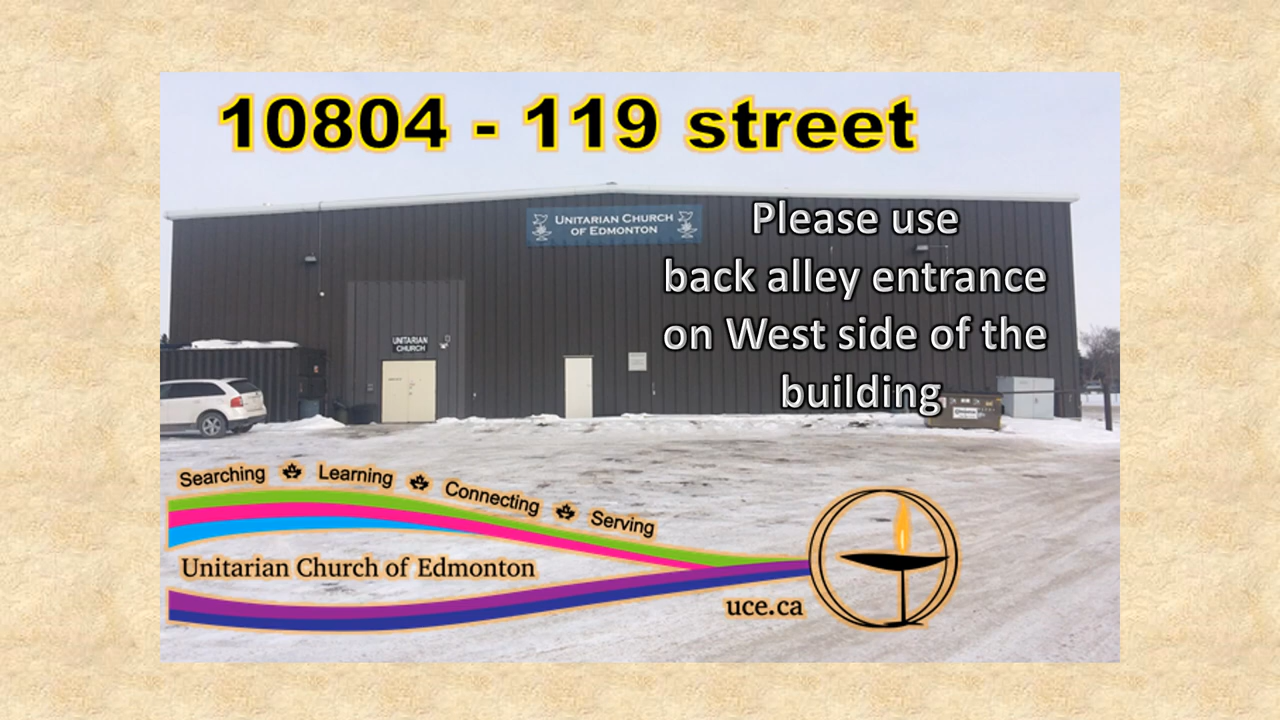 10804 - 119 street
UNITARIAN CHURCH
OF EDMONTON
Please use
back alley entrance
on West side of the
building
UNITARIAN
CHURCH
Searching Learning Connecting Serving
Unitarian Church of Edmonton
uce.ca